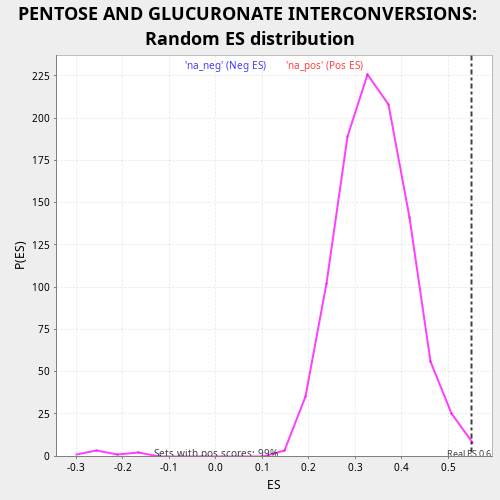 PENTOSE AND GLUCURONATE INTERCONVERSIONS:
Random ES distribution
'na_neg' (Neg ES) 'na_pos' (Pos ES)
225
200
175
150
125
100
75
50
25
0
P(ES)
Sets with pos scores: 99%
Real ES 0.6
-0.3 -0.2 -0.1 0.0 0.1 0.2 0.3 0.4 0.5
ES